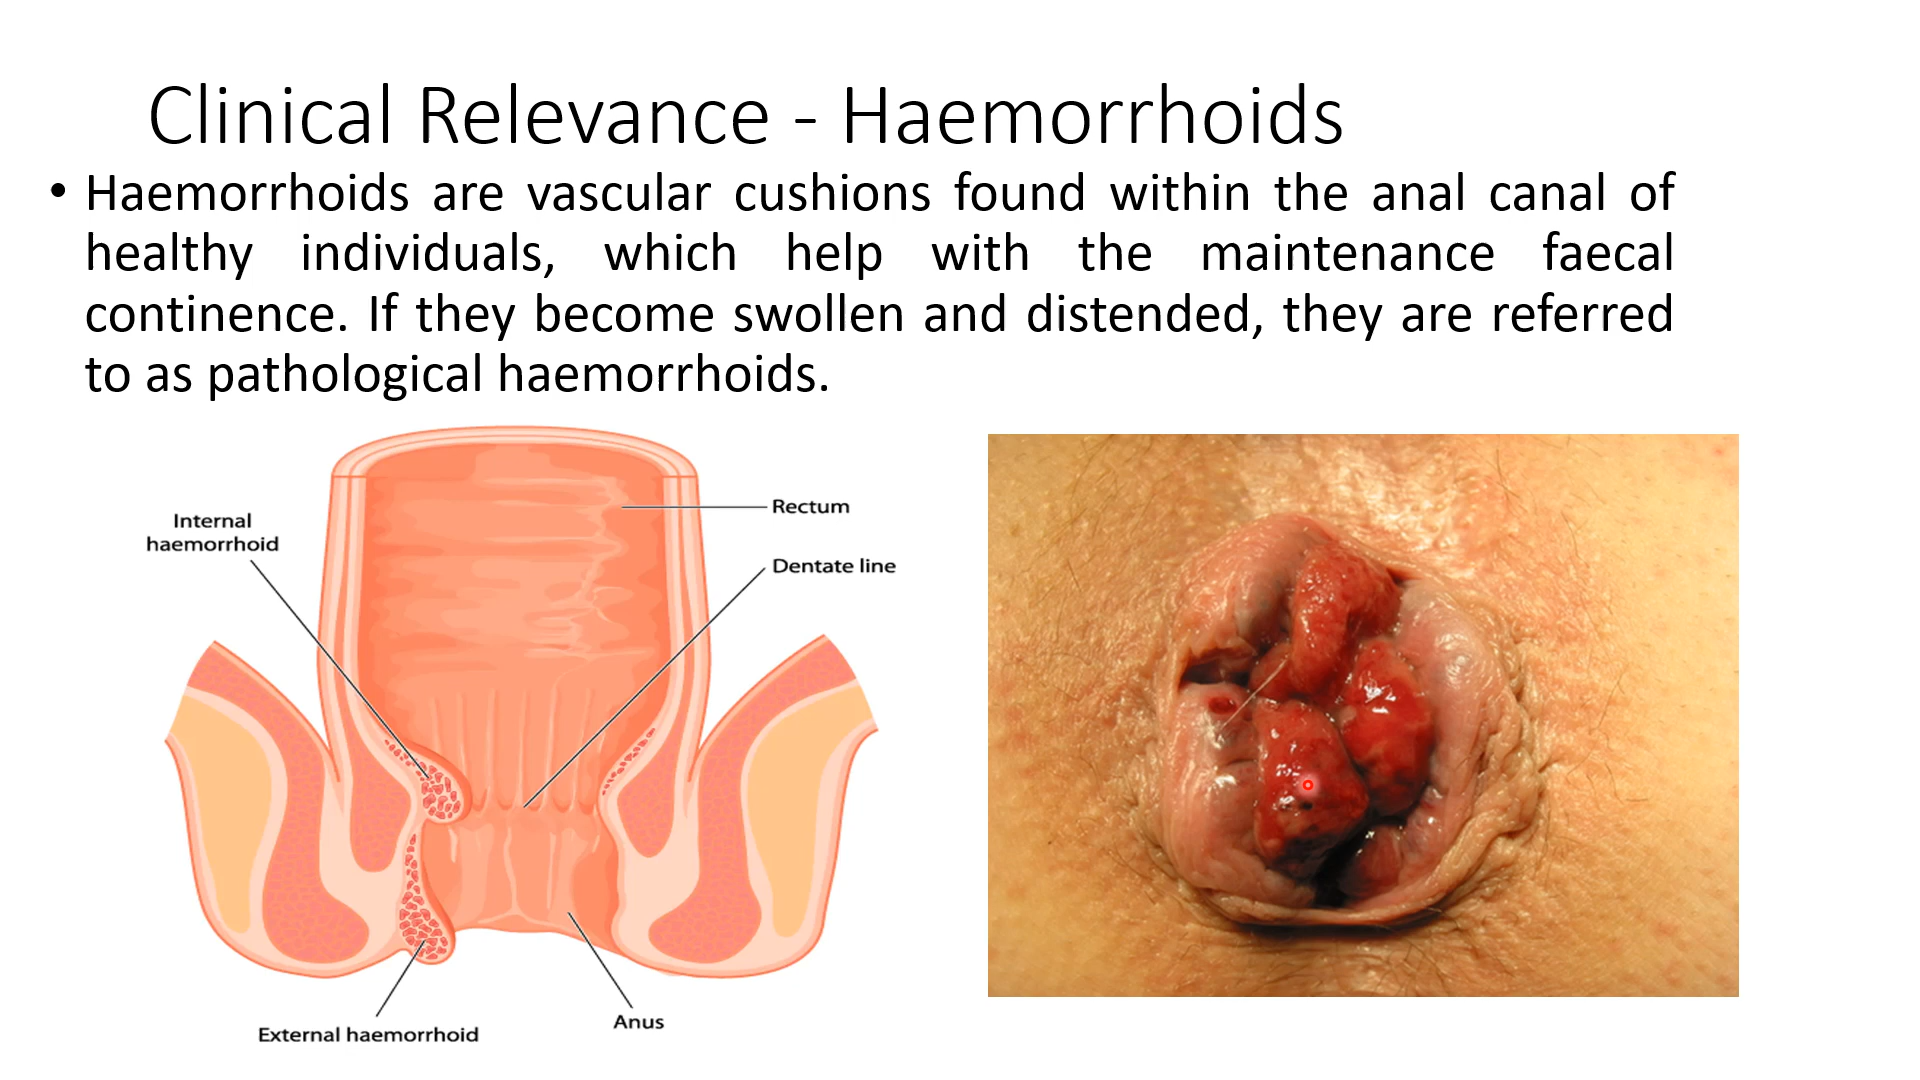 Clinical Relevance - Haemorrhoids
• Haemorrhoids are vascular cushions found within the anal canal of
healthy individuals, which help with the maintenance faecal
continence. If they become swollen and distended, they are referred
to as pathological haemorrhoids.
Internal
haemorrhoid
Rectum
Dentate line
External haemorrhoid
Anus